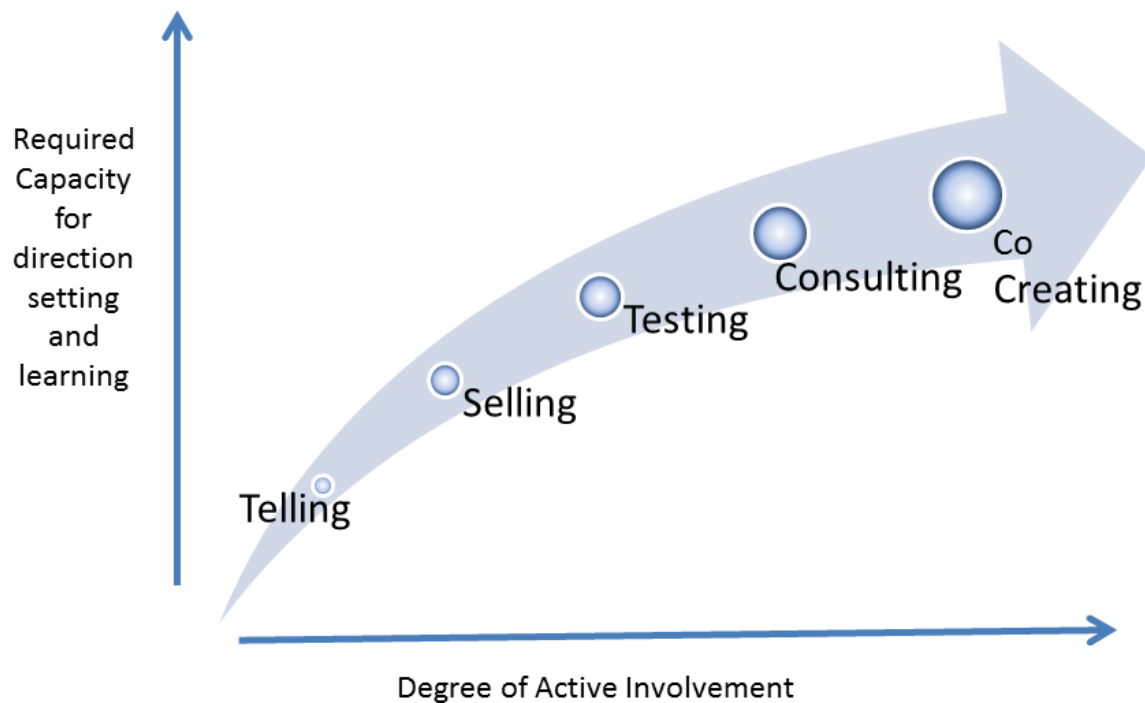 Required
Capacity
for
direction
setting
and
learning
Telling
Selling
Testing
Consulting
Co
Creating
Degree of Active Involvement